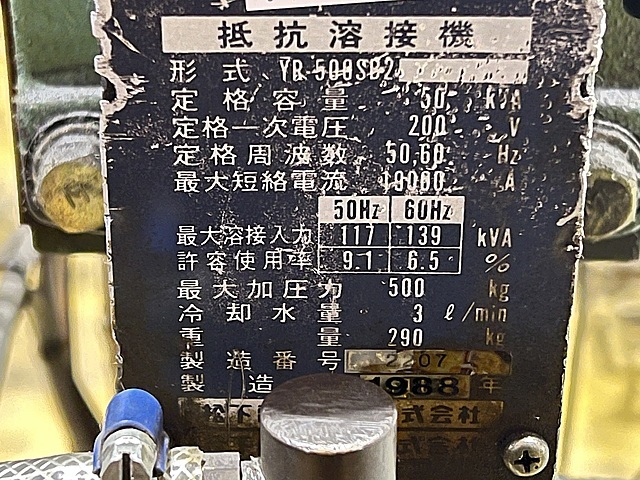 抵抗溶接機
形式 YR-500SB2
定格容量 50 kVA
定格一次電圧 200 V
定格周波数 50,60 Hz
最大短絡電流 19000 A
50Hz 60Hz
最大溶接入力 117 139 kVA
許容使用率 9.1 6.5 %
最大加圧力 500 kg
冷却水量 3 ℓ/min
重量 290 kg
製造番号 2207
製造 1988 年
松下 式会社